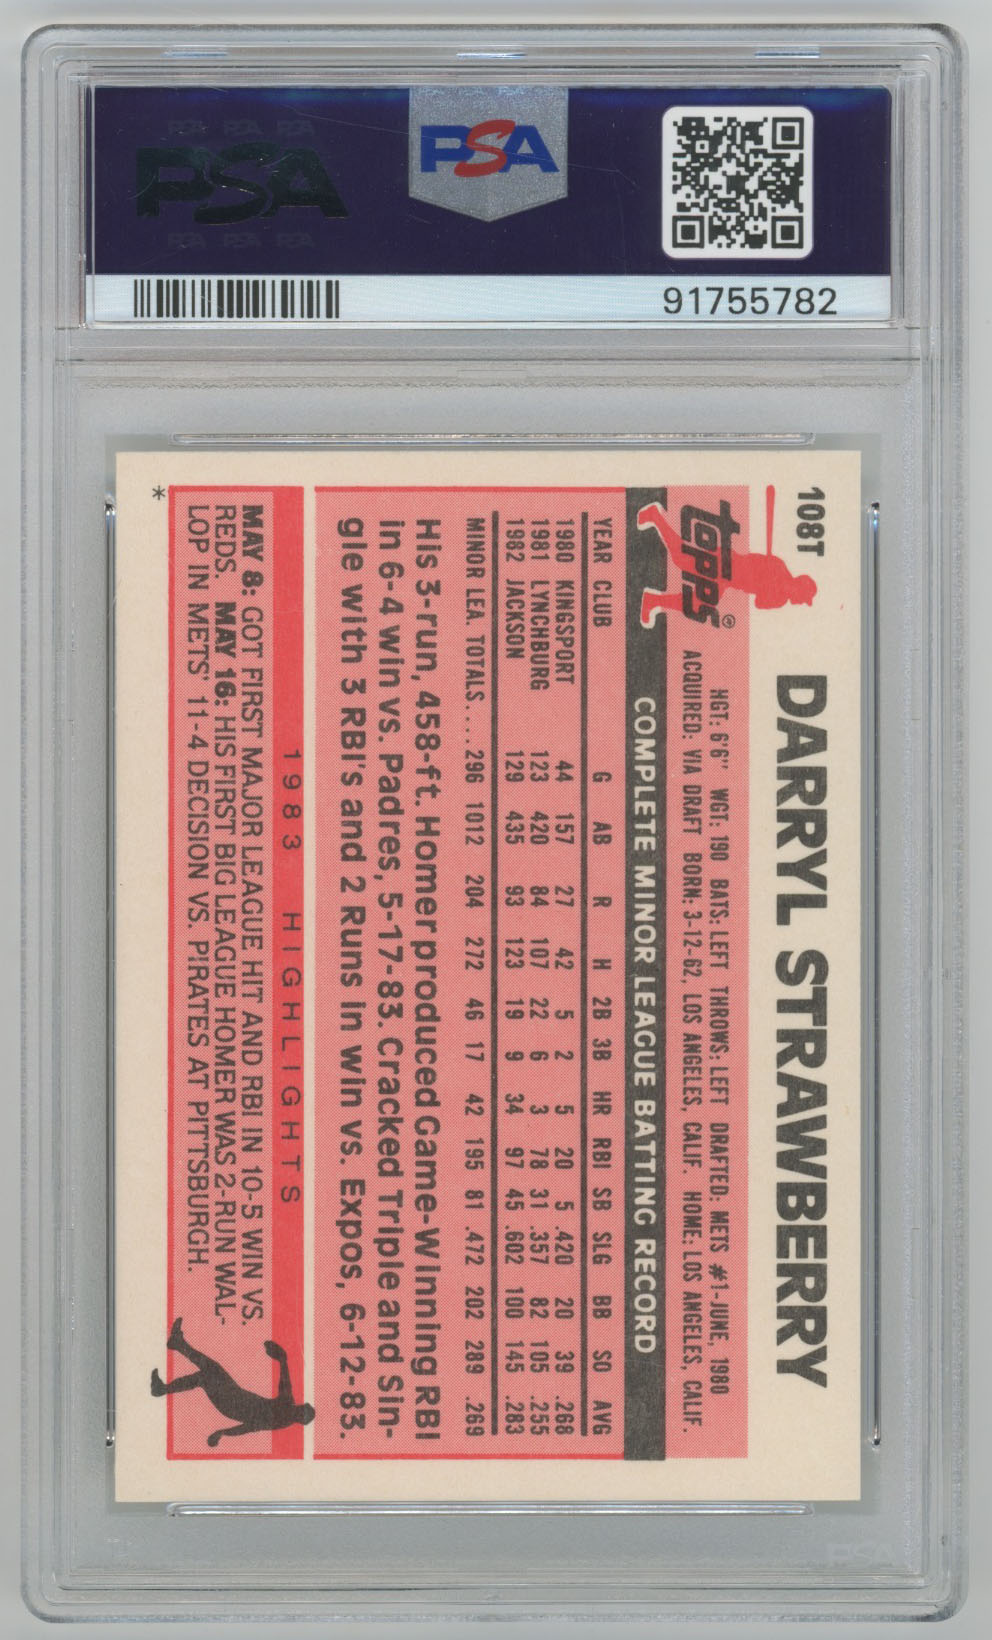 PSA PSA PSA
PSA
PSA PSA PSA
PSA
91755782
108T
DARRYL STRAWBERRY
TOPPS®
HGT: 6'6" WGT: 190 BATS: LEFT THROWS: LEFT DRAFTED: METS #1-JUNE, 1980
ACQUIRED: VIA DRAFT BORN: 3-12-62, LOS ANGELES, CALIF. HOME: LOS ANGELES, CALIF.
COMPLETE MINOR LEAGUE BATTING RECORD
YEAR CLUB G AB R H 2B 3B HR RBI SB SLG BB SO AVG
1980 KINGSPORT 44 157 27 42 5 2 5 20 5 .420 20 39 .268
1981 LYNCHBURG 123 420 84 107 22 6 3 78 31 .357 82 105 .255
1982 JACKSON 129 435 93 123 19 9 34 97 45 .602 100 145 .283
MINOR LEA. TOTALS.... 296 1012 204 272 46 17 42 195 81 .472 202 289 .269
His 3-run, 458-ft. Homer produced Game-Winning RBI
in 6-4 win vs. Padres, 5-17-83. Cracked Triple and Sin-
gle with 3 RBI's and 2 Runs in win vs. Expos, 6-12-83.
1983 HIGHLIGHTS
MAY 8: GOT FIRST MAJOR LEAGUE HIT AND RBI IN 10-5 WIN VS.
REDS. MAY 16: HIS FIRST BIG LEAGUE HOMER WAS 2-RUN WAL-
LOP IN METS' 11-4 DECISION VS. PIRATES AT PITTSBURGH.
*
PSA